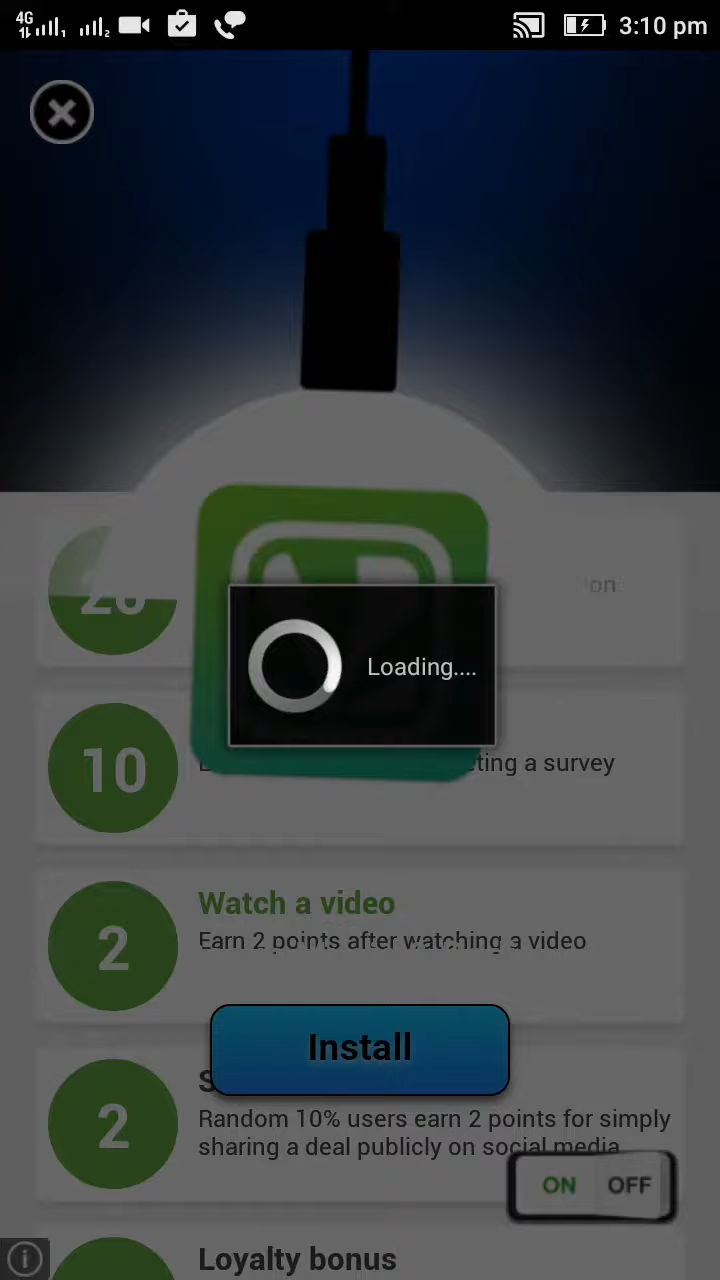 4G
3:10 pm
20
on
Loading....
10
ting a survey
Watch a video
2
Earn 2 points after watching a video
Install
2
Random 10% users earn 2 points for simply
sharing a deal publicly on social media
ON OFF
Loyalty bonus